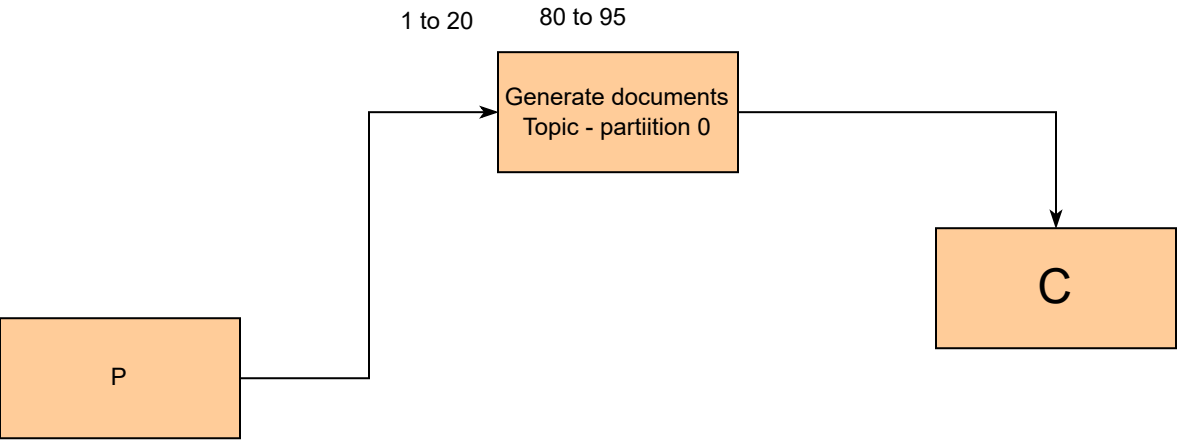 1 to 20
80 to 95
Generate documents
Topic - partiition 0
C
P